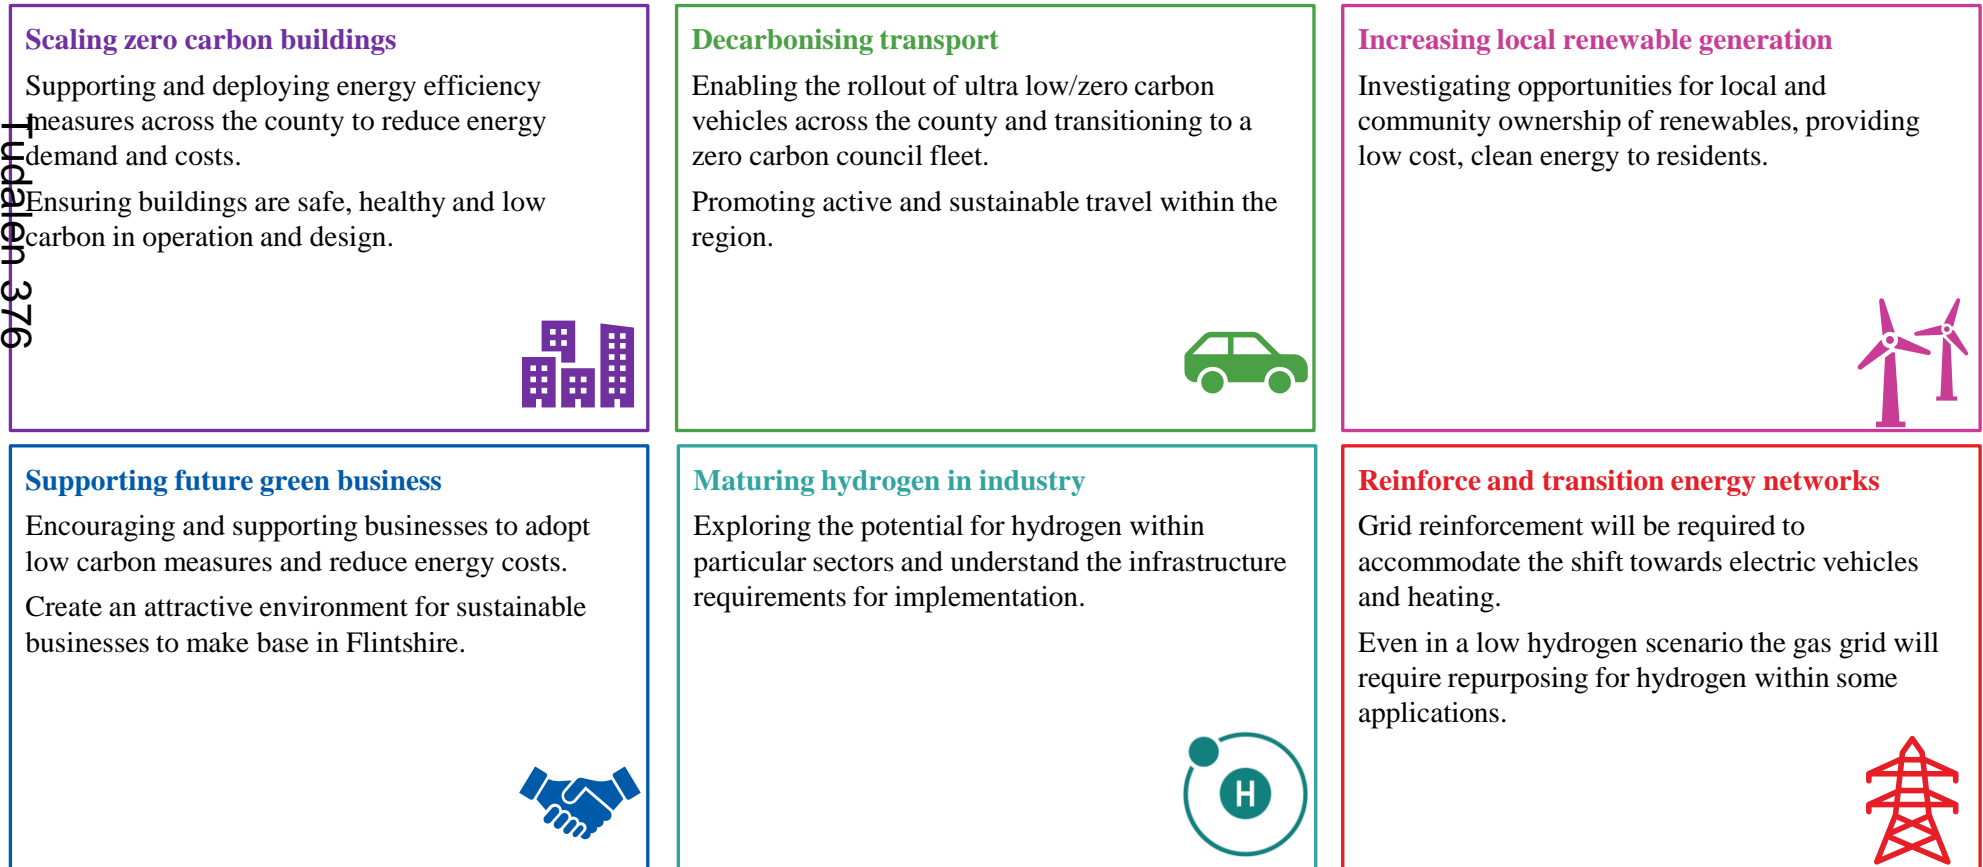 Scaling zero carbon buildings
Supporting and deploying energy efficiency
measures across the county to reduce energy
demand and costs.
Ensuring buildings are safe, healthy and low
carbon in operation and design.
Decarbonising transport
Enabling the rollout of ultra low/zero carbon
vehicles across the county and transitioning to a
zero carbon council fleet.
Promoting active and sustainable travel within the
region.
Increasing local renewable generation
Investigating opportunities for local and
community ownership of renewables, providing
low cost, clean energy to residents.
Tudalen 376
Supporting future green business
Encouraging and supporting businesses to adopt
low carbon measures and reduce energy costs.
Create an attractive environment for sustainable
businesses to make base in Flintshire.
Maturing hydrogen in industry
Exploring the potential for hydrogen within
particular sectors and understand the infrastructure
requirements for implementation.
H
Reinforce and transition energy networks
Grid reinforcement will be required to
accommodate the shift towards electric vehicles
and heating.
Even in a low hydrogen scenario the gas grid will
require repurposing for hydrogen within some
applications.